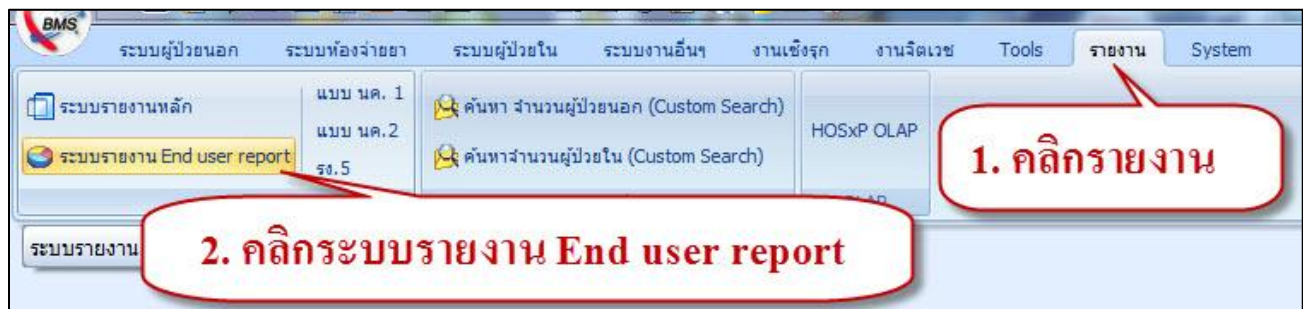 BMS
ระบบผู้ป่วยนอก ระบบห้องจ่ายยา ระบบผู้ป่วยใน ระบบงานอื่นๆ งานเชิงรุก งานจิตเวช Tools รายงาน System
ระบบรายงานหลัก
ระบบรายงาน End user report
แบบ นค. 1
แบบ นค.2
รง.5
ค้นหา จำนวนผู้ป่วยนอก (Custom Search)
ค้นหาจำนวนผู้ป่วยใน (Custom Search)
HOSxP OLAP
1. คลิกรายงาน
2. คลิกระบบรายงาน End user report
ระบบรายงาน